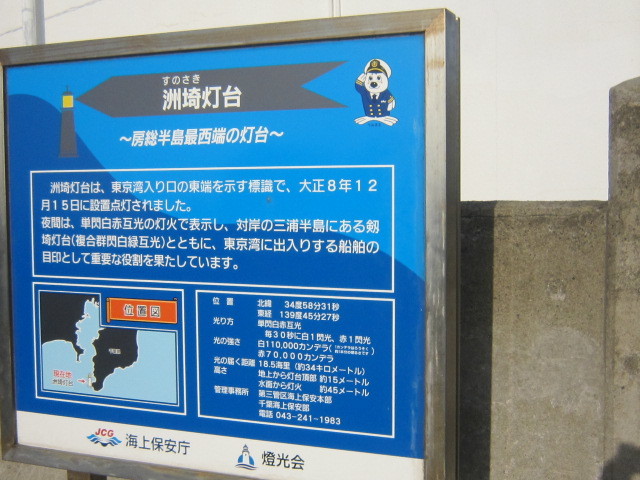 すのさき
洲埼灯台
～房総半島最西端の灯台～
洲埼灯台は、東京湾入り口の東端を示す標識で、大正8年12
月15日に設置点灯されました。
夜間は、単閃白赤互光の灯火で表示し、対岸の三浦半島にある剱
埼灯台(複合群閃白緑互光)とともに、東京湾に出入りする船舶の
目印として重要な役割を果たしています。
位置図
現在地
洲埼灯台
位 置 北緯 34度58分31秒
東経 139度45分27秒
光り方 単閃白赤互光
毎30秒に白1閃光、赤1閃光
光の強さ 白110,000カンデラ
赤70,000カンデラ
光の届く距離 18.5海里(約34キロメートル)
高さ 地上から灯台頂部 約15メートル
水面から灯火 約45メートル
管理事務所 第三管区海上保安本部
千葉海上保安部
電話 043-241-1983
JCG 海上保安庁
燈光会